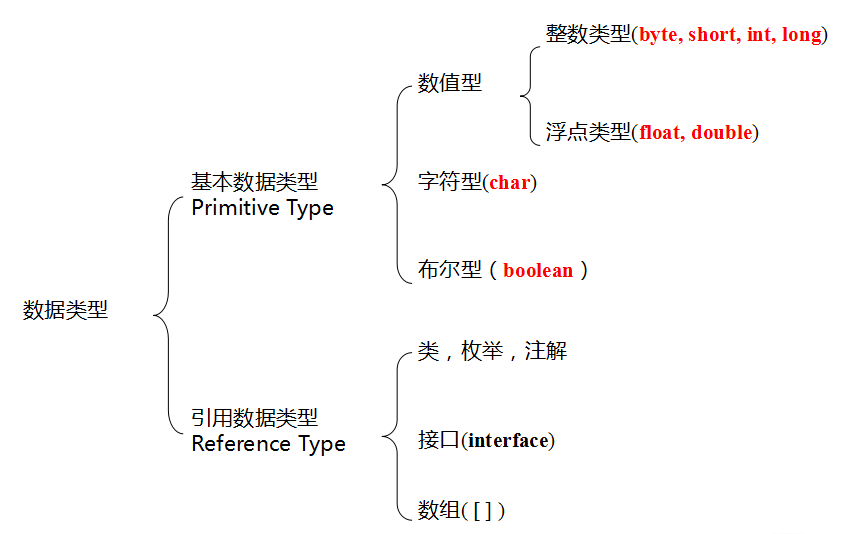 整数类型(byte, short, int, long)
数值型
浮点类型(float, double)
基本数据类型
Primitive Type
字符型(char)
布尔型（boolean）
数据类型
类，枚举，注解
引用数据类型
Reference Type
接口(interface)
数组( [ ] )